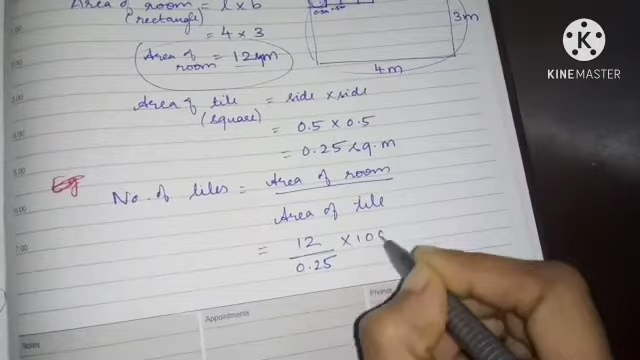 Area of room = l × b
(rectangle)
= 4 × 3
Area of room = 12 sqm
3m
4m
Area of tile = side × side
(square)
= 0.5 × 0.5
= 0.25 sq.m
Eg
No. of tiles = Area of room
Area of tile
= 12 × 100
0.25
Notes
Appointments
Phone
K
KINEMASTER